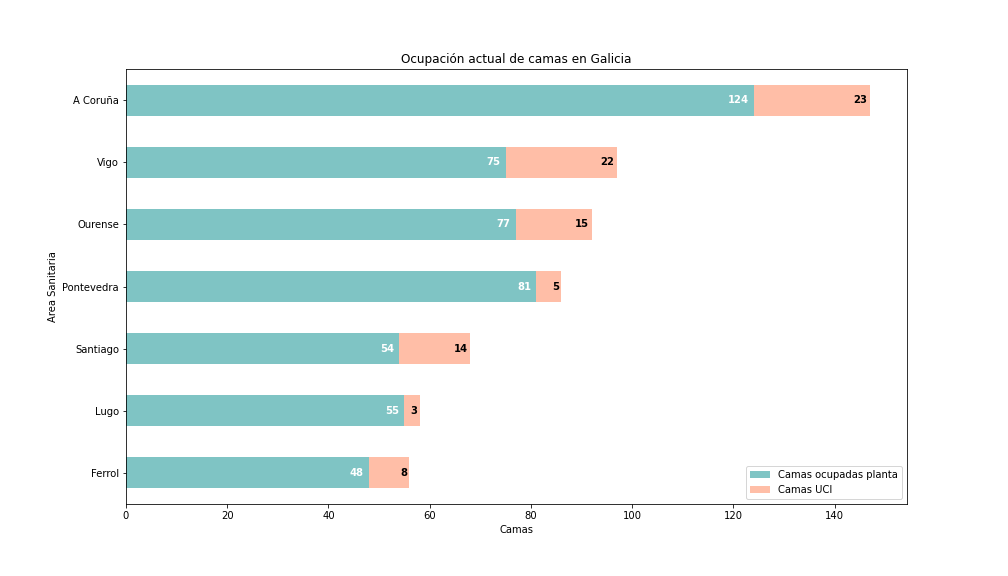 Ocupación actual de camas en Galicia
Area Sanitaria
A Coruña 124 23
Vigo 75 22
Ourense 77 15
Pontevedra 81 5
Santiago 54 14
Lugo 55 3
Ferrol 48 8
Camas ocupadas planta
Camas UCI
0 20 40 60 80 100 120 140
Camas